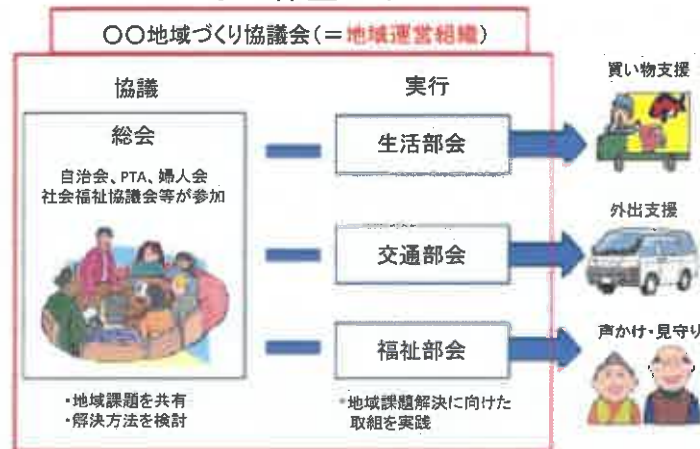 〇〇地域づくり協議会(＝地域運営組織)
協議
実行
総会
自治会、PTA、婦人会
社会福祉協議会等が参加
・地域課題を共有
・解決方法を検討
生活部会
交通部会
福祉部会
・地域課題解決に向けた
取組を実践
買い物支援
外出支援
声かけ・見守り